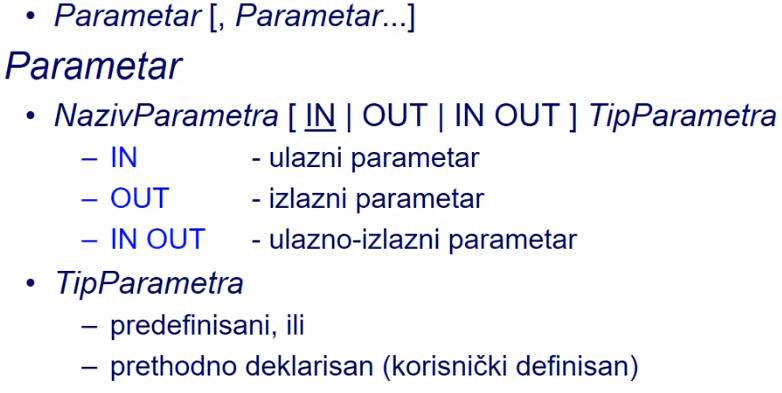 • Parametar [, Parametar...]
Parametar
• NazivParametra [ IN | OUT | IN OUT ] TipParametra
– IN - ulazni parametar
– OUT - izlazni parametar
– IN OUT - ulazno-izlazni parametar
• TipParametra
– predefinisani, ili
– prethodno deklarisan (korisnički definisan)